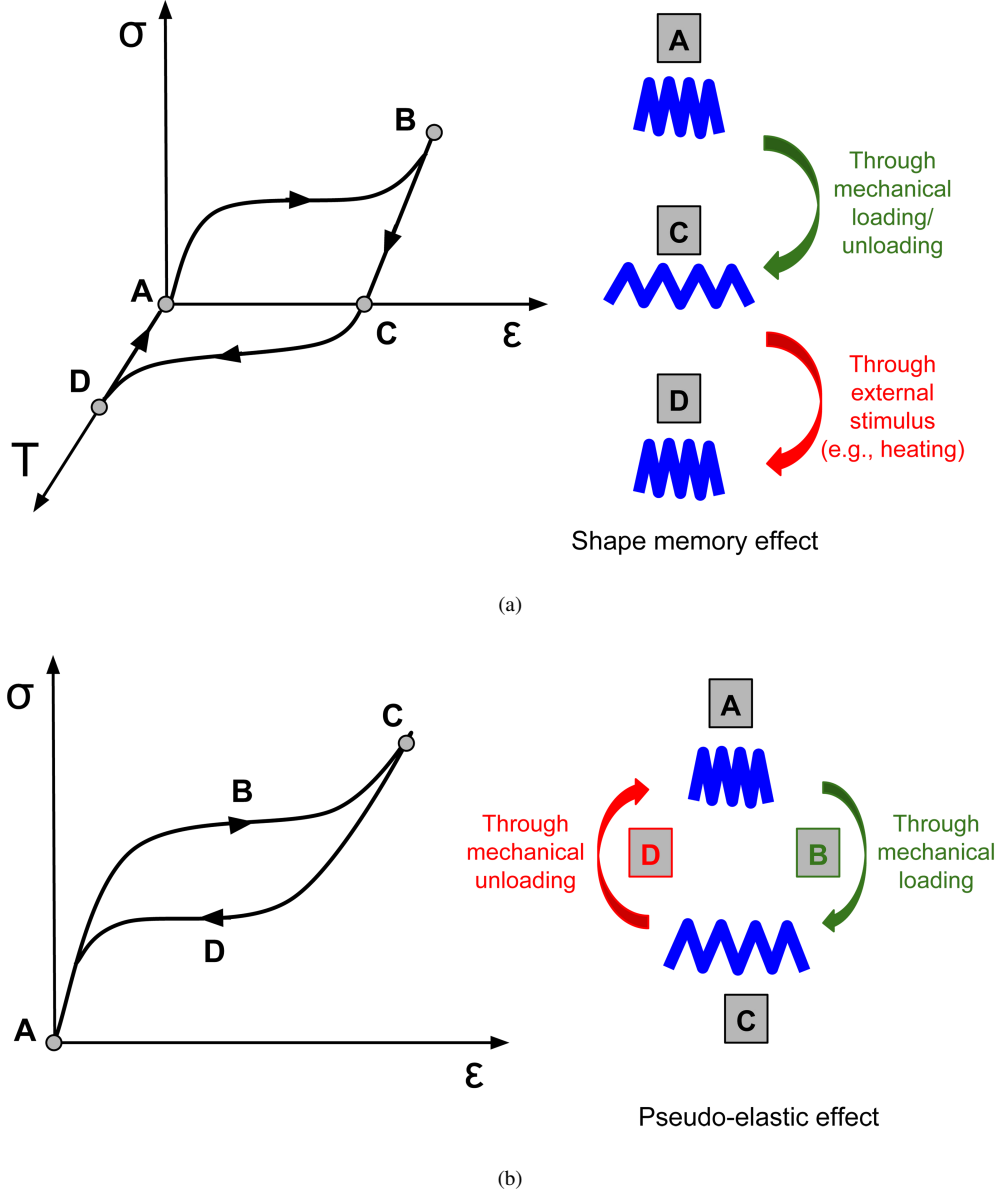 σ
B
A
ε
C
D
T
A
Through
mechanical
loading/
unloading
C
Through
external
stimulus
(e.g., heating)
D
Shape memory effect
(a)
σ
C
B
D
A
ε
A
Through
mechanical
unloading
D
B
Through
mechanical
loading
C
Pseudo-elastic effect
(b)